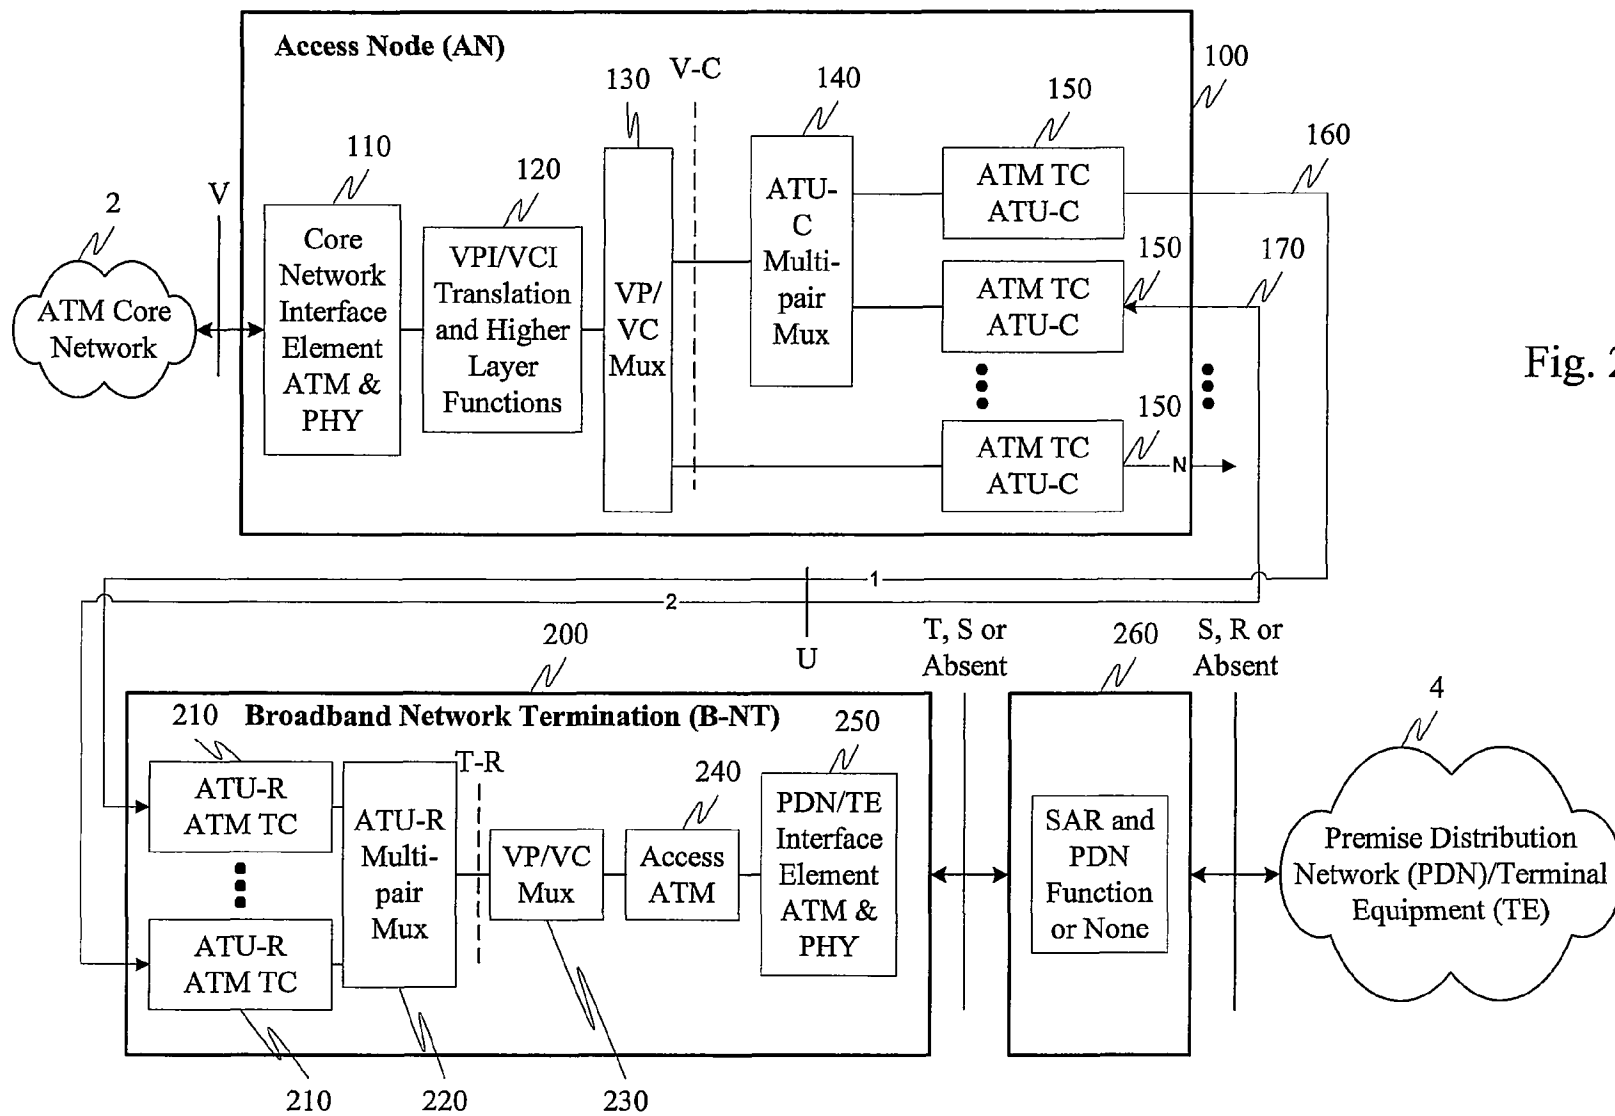 Access Node (AN)
100
V-C
130
140
150
160
110
120
V
2
ATM Core
Network
Core
Network
Interface
Element
ATM &
PHY
VPI/VCI
Translation
and Higher
Layer
Functions
VP/
VC
Mux
ATU-
C
Multi-
pair
Mux
ATM TC
ATU-C
150
170
ATM TC
ATU-C
150
ATM TC
ATU-C
N
Fig. 2
1
2
U
200
T, S or
Absent
260
S, R or
Absent
4
Broadband Network Termination (B-NT)
210
T-R
240
250
ATU-R
ATM TC
ATU-R
ATM TC
ATU-R
Multi-
pair
Mux
VP/VC
Mux
Access
ATM
PDN/TE
Interface
Element
ATM &
PHY
SAR and
PDN
Function
or None
Premise Distribution
Network (PDN)/Terminal
Equipment (TE)
210
220
230